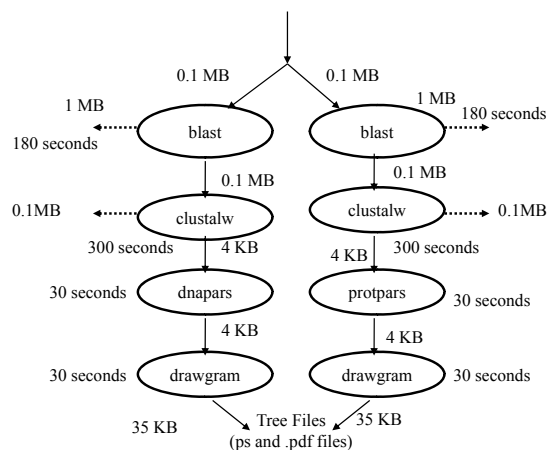 0.1 MB
0.1 MB
1 MB
1 MB
180 seconds
blast
blast
180 seconds
0.1 MB
0.1 MB
0.1MB
clustalw
clustalw
0.1MB
300 seconds
4 KB
4 KB
300 seconds
30 seconds
dnapars
protpars
30 seconds
4 KB
4 KB
30 seconds
drawgram
drawgram
30 seconds
35 KB
Tree Files
35 KB
(ps and .pdf files)